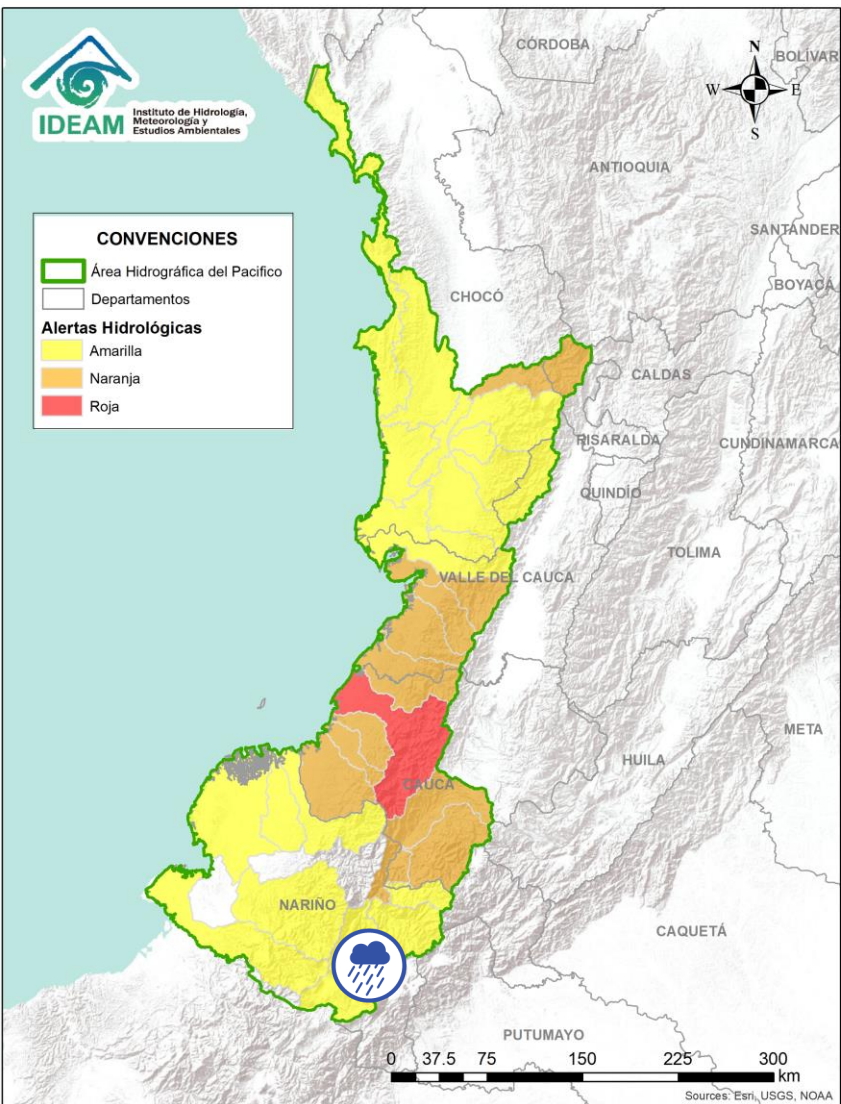 IDEAM
Instituto de Hidrología,
Meteorología y
Estudios Ambientales
CÓRDOBA
N
BOLÍVAR
W
E
S
ANTIOQUIA
SANTANDER
CONVENCIONES
Área Hidrográfica del Pacifico
Departamentos
Alertas Hidrológicas
Amarilla
Naranja
Roja
BOYACÁ
CHOCÓ
CALDAS
RISARALDA
CUNDINAMARCA
QUINDÍO
TOLIMA
VALLE DEL CAUCA
META
HUILA
CAUCA
NARIÑO
CAQUETÁ
PUTUMAYO
0 37.5 75 150 225 300
km
Sources: Esri, USGS, NOAA